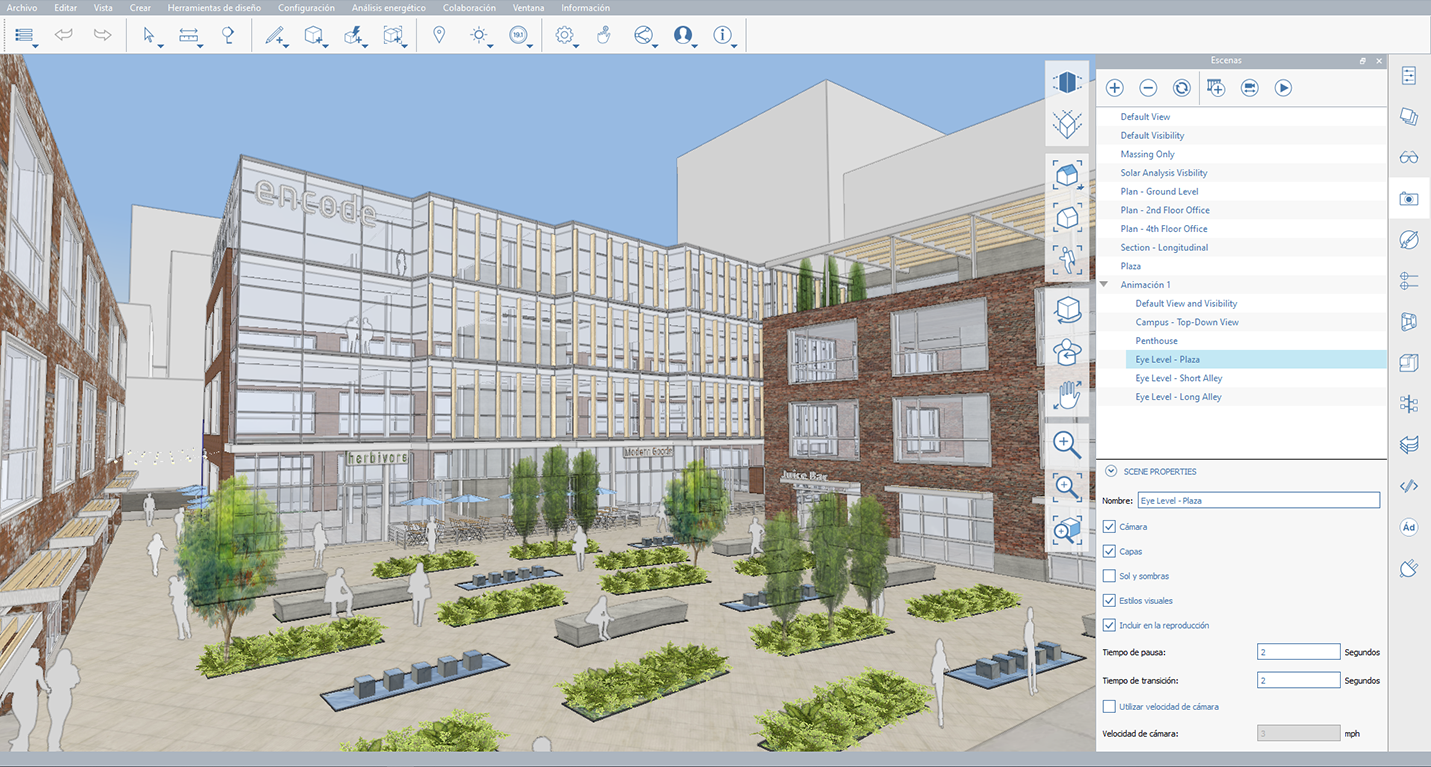 Archivo Editar Vista Crear Herramientas de diseño Configuración Análisis energético Colaboración Ventana Información
191
Escenas
Default View
Default Visibility
Massing Only
Solar Analysis Visbility
Plan - Ground Level
Plan - 2nd Floor Office
Plan - 4th Floor Office
Section - Longitudinal
Plaza
Animación 1
Default View and Visibility
Campus - Top-Down View
Penthouse
Eye Level - Plaza
Eye Level - Short Alley
Eye Level - Long Alley
SCENE PROPERTIES
Nombre: Eye Level - Plaza
Cámara
Capas
Sol y sombras
Estilos visuales
Incluir en la reproducción
Tiempo de pausa: 2 Segundos
Tiempo de transición: 2 Segundos
Utilizar velocidad de cámara
Velocidad de cámara: 3 mph
Ad
encode
herbivore
Modern Goods
Juice Bar